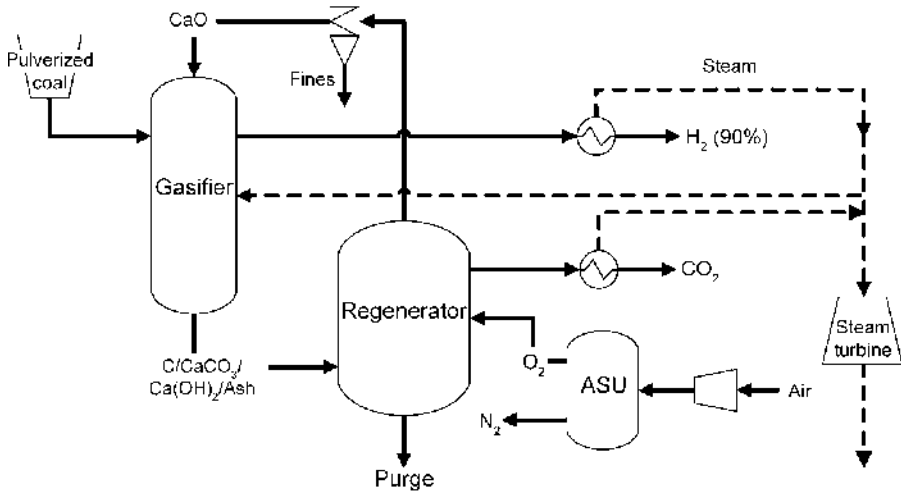 CaO
Pulverized
coal
Fines
Steam
H₂ (90%)
Gasifier
CO₂
Regenerator
Steam
turbine
O₂
ASU
C/CaCO₃/
Ca(OH)₂/Ash
Air
N₂
Purge